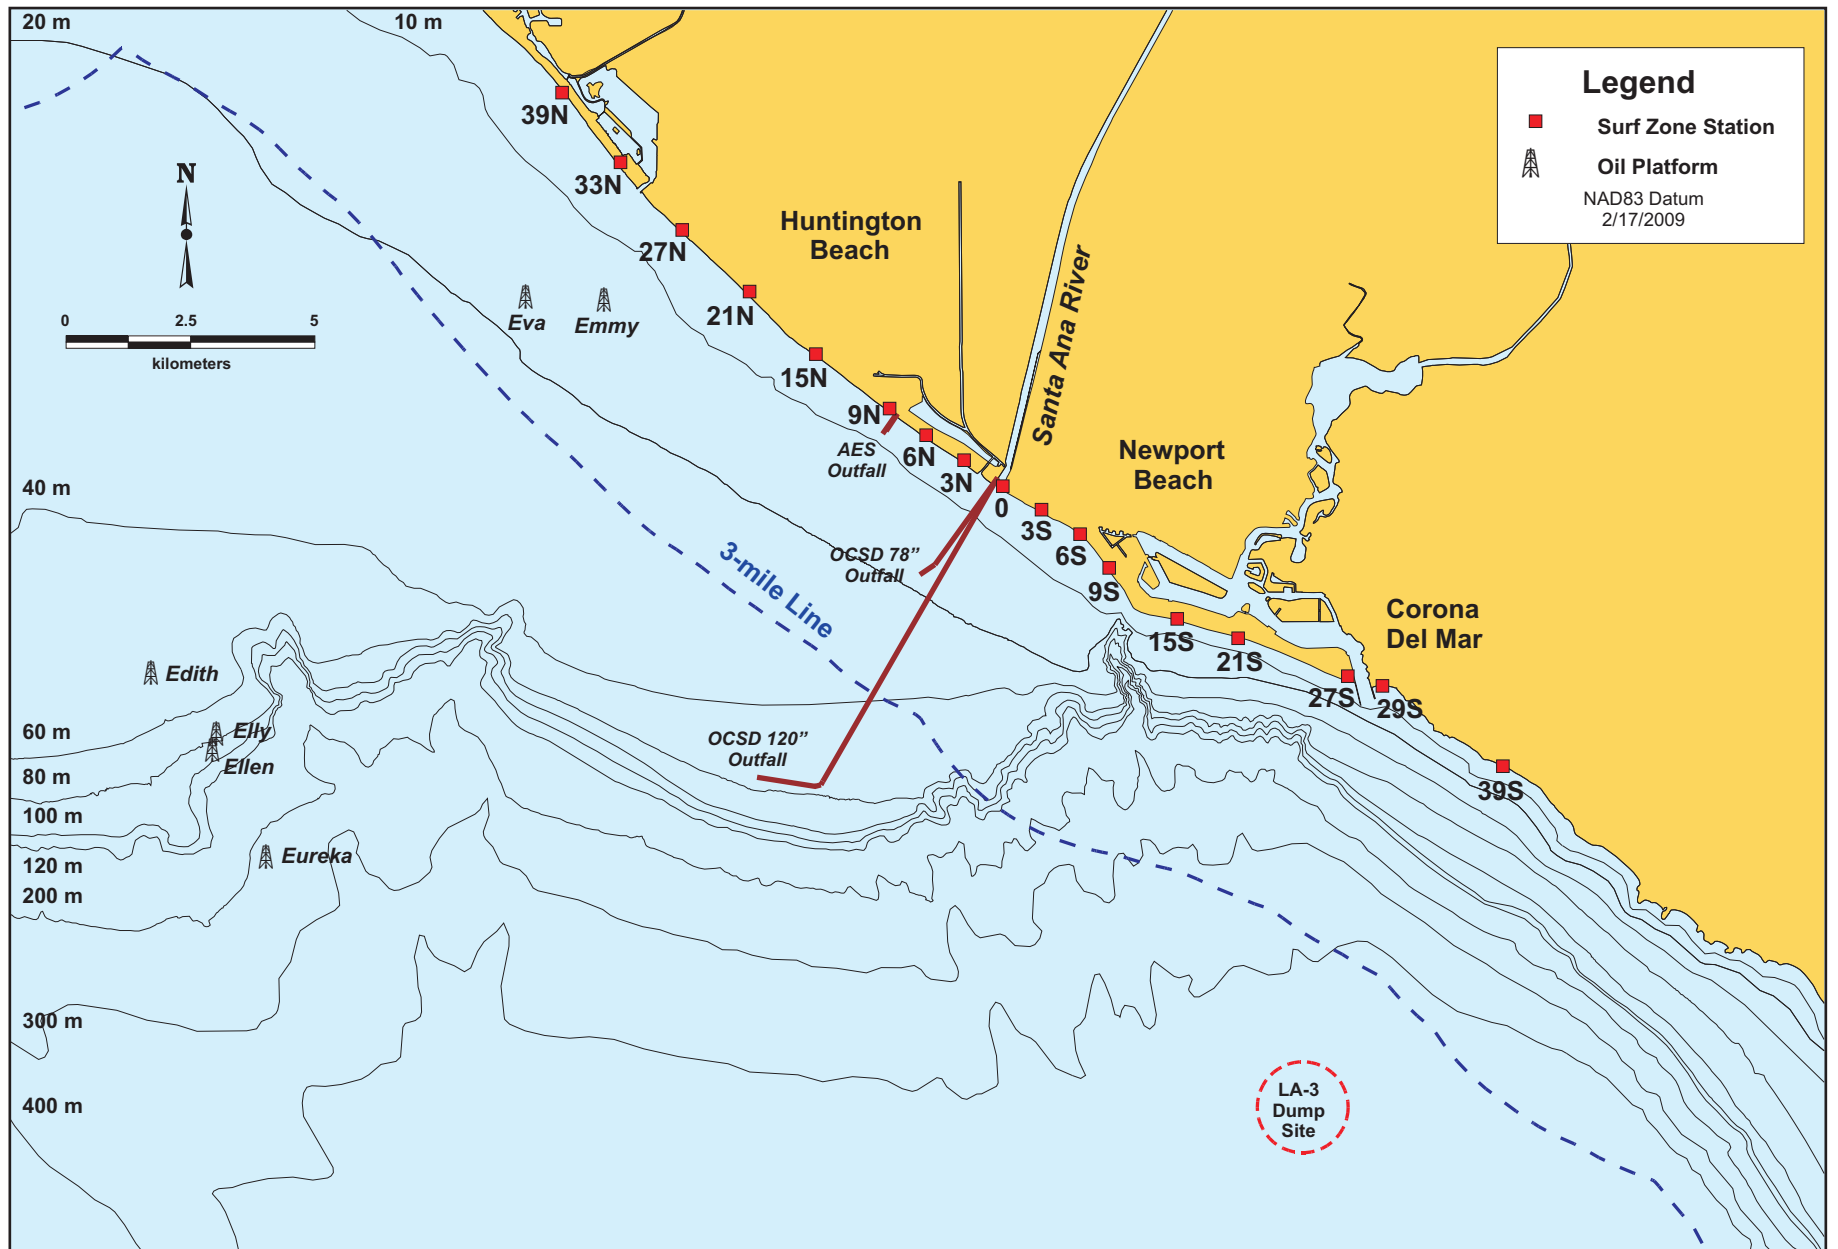 20 m
10 m
Legend
Surf Zone Station
Oil Platform
NAD83 Datum
2/17/2009
39N
33N
N
27N
Huntington
Beach
Santa Ana River
21N
Eva
Emmy
0
2.5
5
kilometers
15N
9N
AES
Outfall
6N
3N
0
Newport
Beach
40 m
3S
6S
9S
OCSD 78”
Outfall
3-mile Line
15S
21S
27S
29S
Corona
Del Mar
Edith
Elly
Ellen
60 m
80 m
100 m
OCSD 120”
Outfall
39S
Eureka
120 m
200 m
300 m
400 m
LA-3
Dump
Site